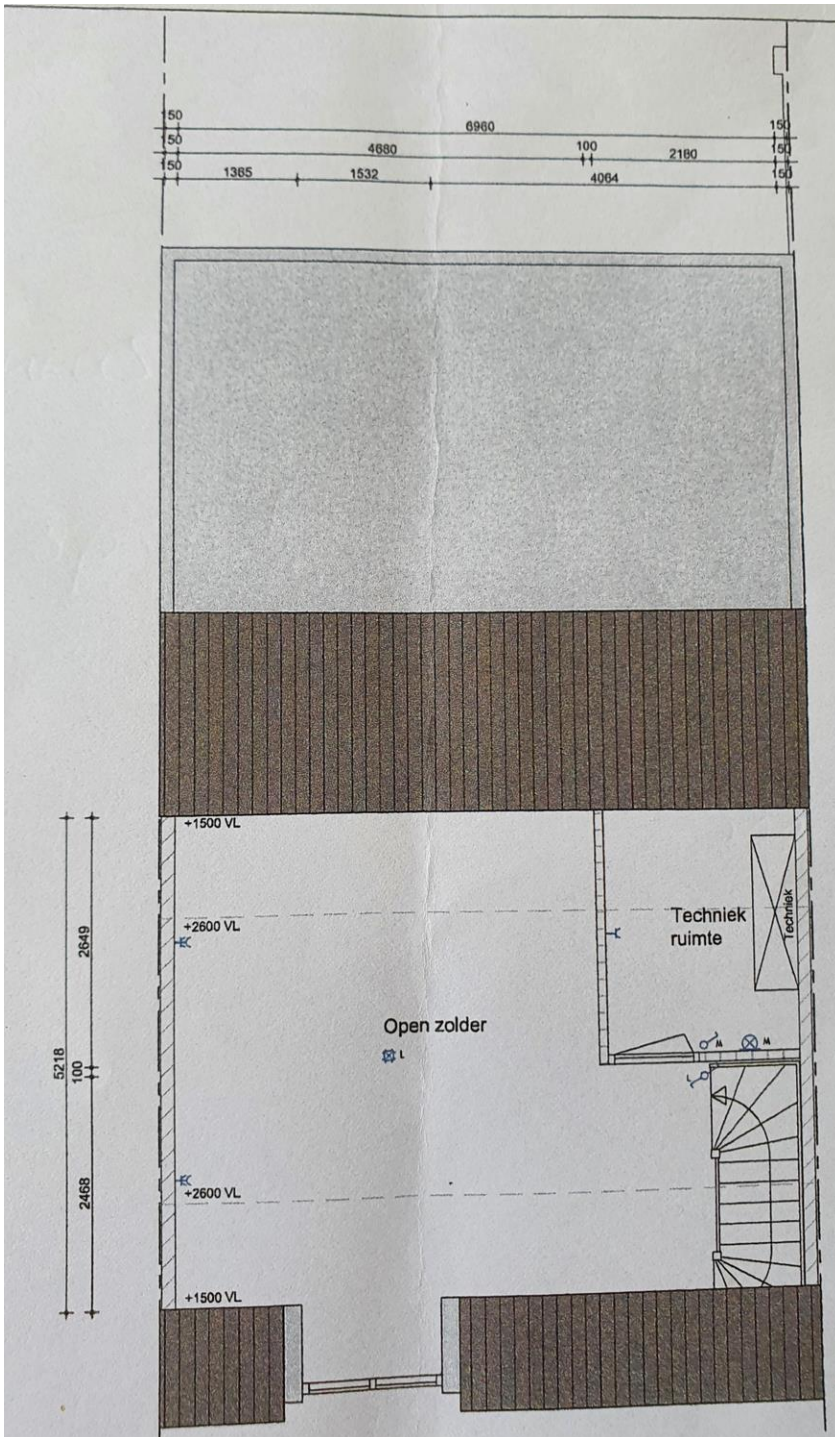 150 6960 150
150 4680 100 2160 150
150 1365 1532 4064 150
+1500 VL
+2600 VL
Techniek
ruimte
Techniek
2649
Open zolder
L
M
M
L
5218
100
2468
+2600 VL
+1500 VL